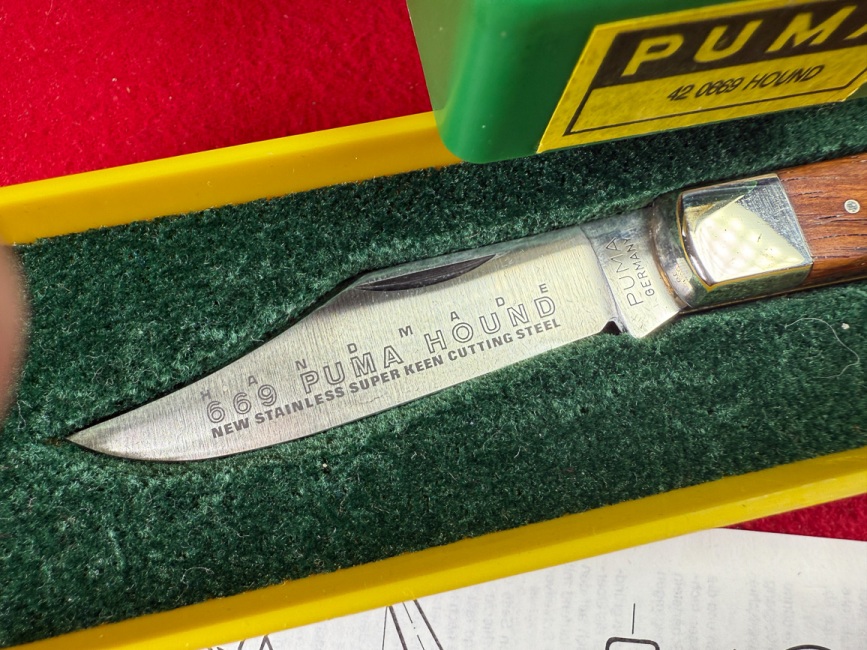 PUMA
42 0669 HOUND
PUMA
GERMANY
HANDMADE
669 PUMA HOUND
NEW STAINLESS SUPER KEEN CUTTING STEEL